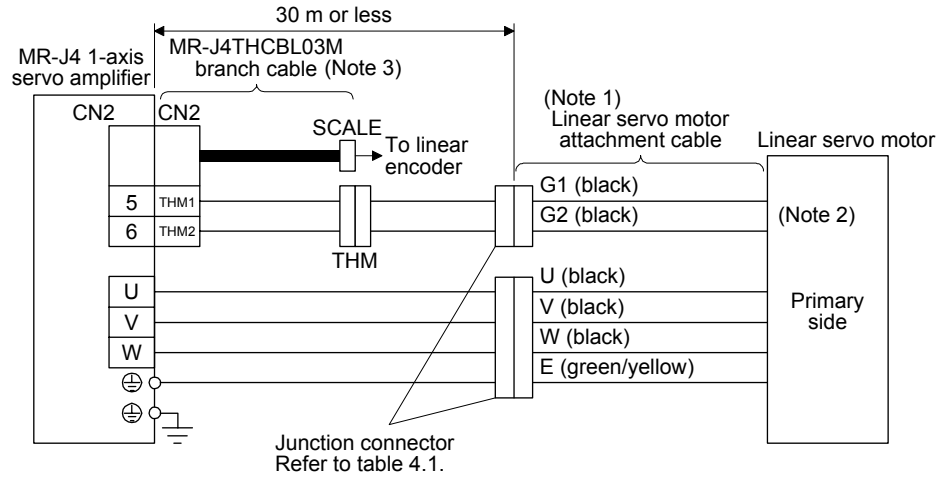 30 m or less
MR-J4 1-axis
servo amplifier
MR-J4THCBL03M
branch cable (Note 3)
(Note 1)
Linear servo motor
attachment cable
Linear servo motor
CN2
CN2
SCALE
To linear
encoder
5
THM1
6
THM2
THM
G1 (black)
G2 (black)
(Note 2)
U
V
W
U (black)
V (black)
W (black)
E (green/yellow)
Primary
side
Junction connector
Refer to table 4.1.